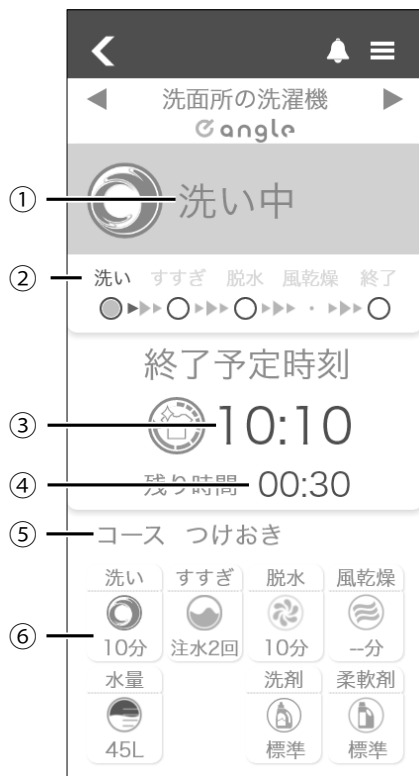 洗面所の洗濯機
angle
① 洗い中
② 洗い すすぎ 脱水 風乾燥 終了
終了予定時刻
③ 10:10
④ 残り時間 00:30
⑤ コース つけおき
洗い すすぎ 脱水 風乾燥
⑥ 10分 注水2回 10分 --分
水量 洗剤 柔軟剤
45L 標準 標準